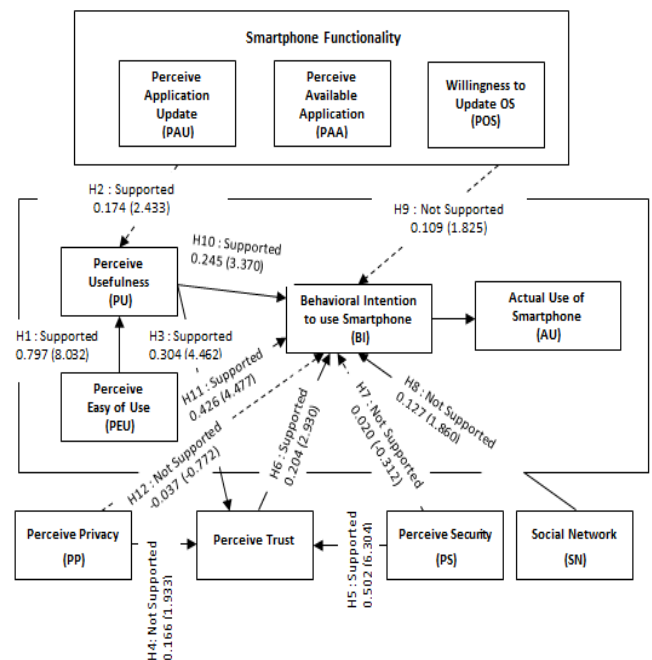 Smartphone Functionality
Perceive
Application
Update
(PAU)
Perceive
Available
Application
(PAA)
Willingness to
Update OS
(POS)
H2 : Supported
0.174 (2.433)
H9 : Not Supported
0.109 (1.825)
H10 : Supported
0.245 (3.370)
Perceive
Usefulness
(PU)
Behavioral Intention
to use Smartphone
(BI)
Actual Use of
Smartphone
(AU)
H1 : Supported
0.797 (8.032)
H3 : Supported
0.304 (4.462)
H11 : Supported
0.426 (4.477)
Perceive
Easy of Use
(PEU)
H12 : Not Supported
-0.037 (-0.772)
H6 : Supported
0.204 (2.930)
H7 : Not Supported
0.020 (-0.312)
H8 : Not Supported
0.127 (1.860)
Perceive Privacy
(PP)
Perceive Trust
Perceive Security
(PS)
Social Network
(SN)
H4: Not Supported
0.166 (1.933)
H5 : Supported
0.502 (6.304)